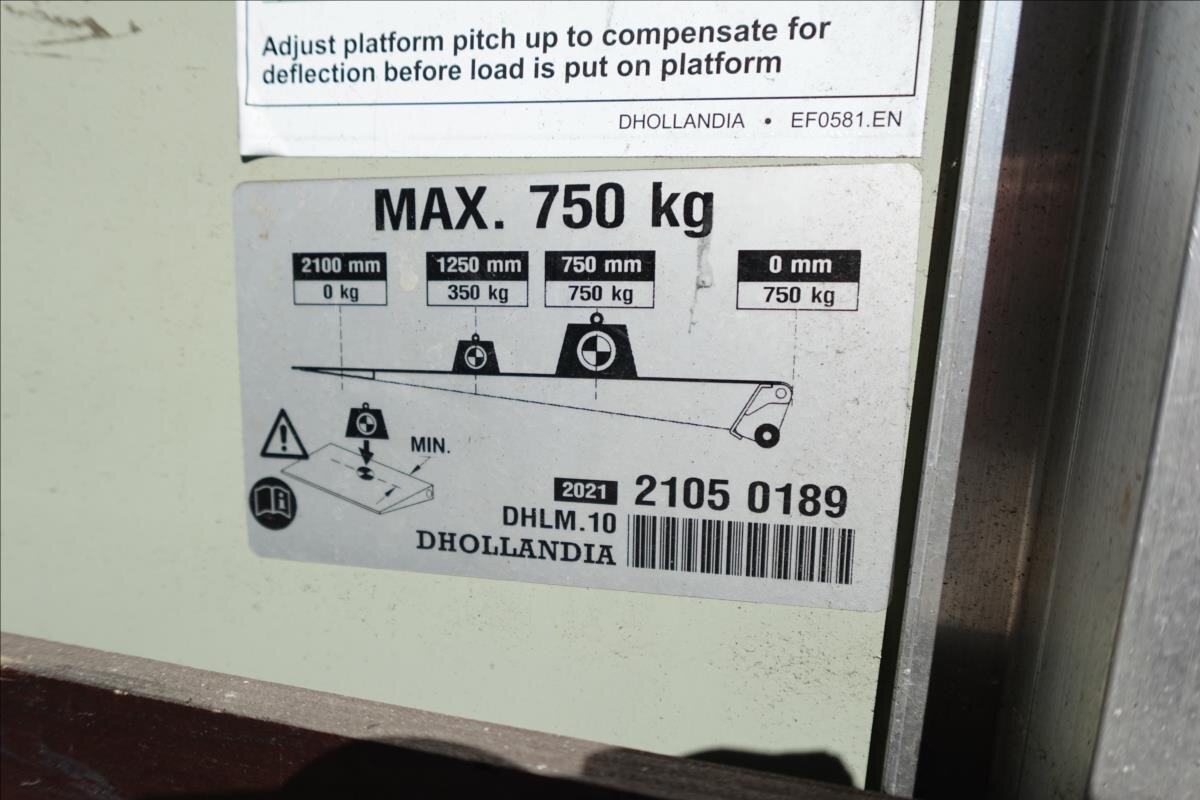 Adjust platform pitch up to compensate for
deflection before load is put on platform
DHOLLANDIA • EF0581.EN
MAX. 750 kg
2100 mm 1250 mm 750 mm 0 mm
0 kg 350 kg 750 kg 750 kg
MIN.
2021 2105 0189
DHLM.10
DHOLLANDIA